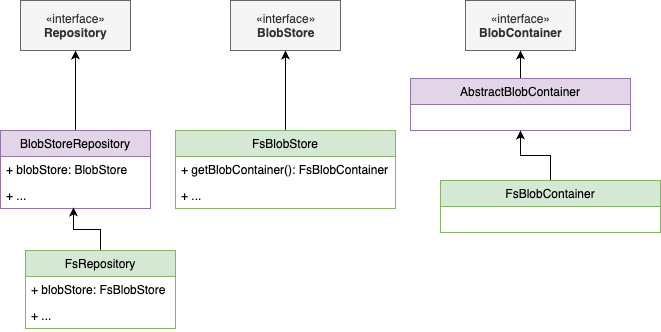 «interface»
Repository
«interface»
BlobStore
«interface»
BlobContainer
AbstractBlobContainer
BlobStoreRepository
+ blobStore: BlobStore
+ ...
FsBlobStore
+ getBlobContainer(): FsBlobContainer
+ ...
FsBlobContainer
FsRepository
+ blobStore: FsBlobStore
+ ...